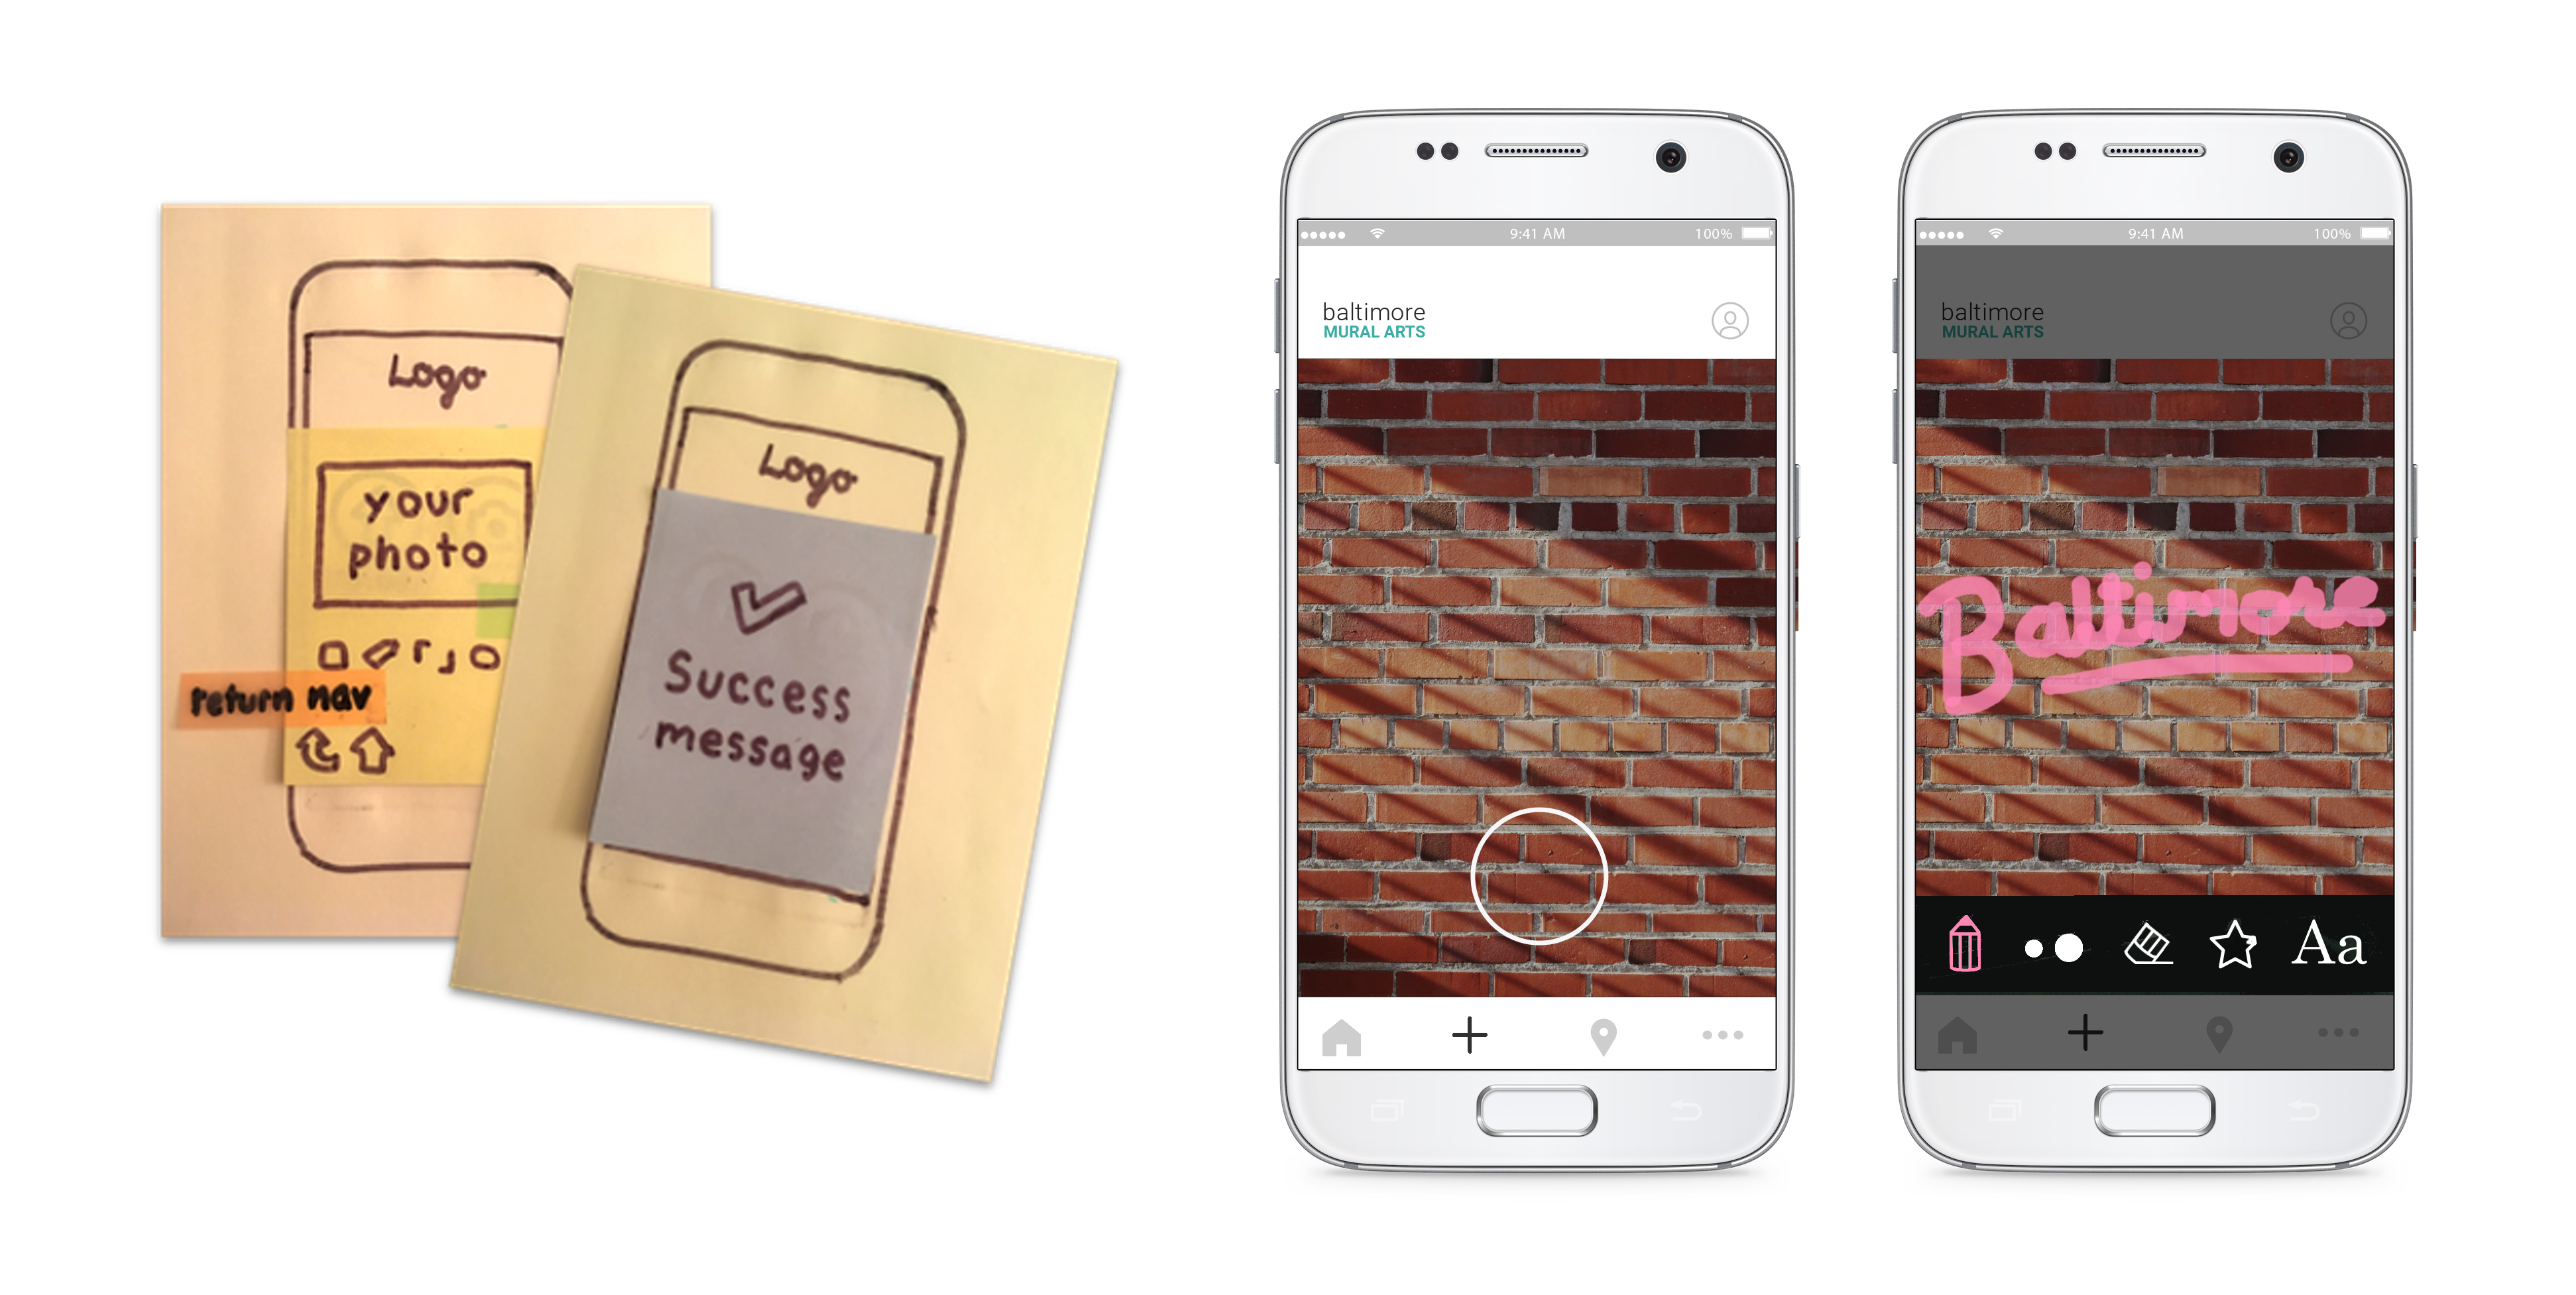 Logo
your
photo
return nav
Logo
Success
message
9:41 AM 100%
baltimore
MURAL ARTS
9:41 AM 100%
baltimore
MURAL ARTS
Baltimore
Aa